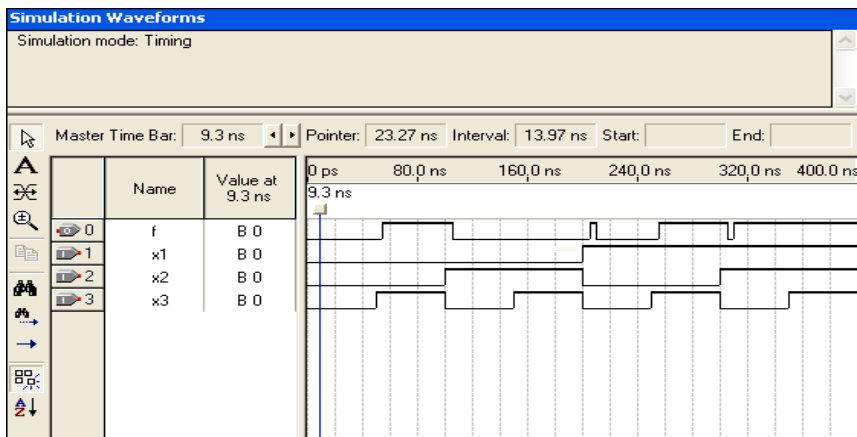 Simulation Waveforms
Simulation mode: Timing
Master Time Bar: 9.3 ns Pointer: 23.27 ns Interval: 13.97 ns Start: End:
Name Value at 9.3 ns
0 ps 80.0 ns 160.0 ns 240.0 ns 320.0 ns 400.0 ns
9.3 ns
0 f B 0
1 x1 B 0
2 x2 B 0
3 x3 B 0